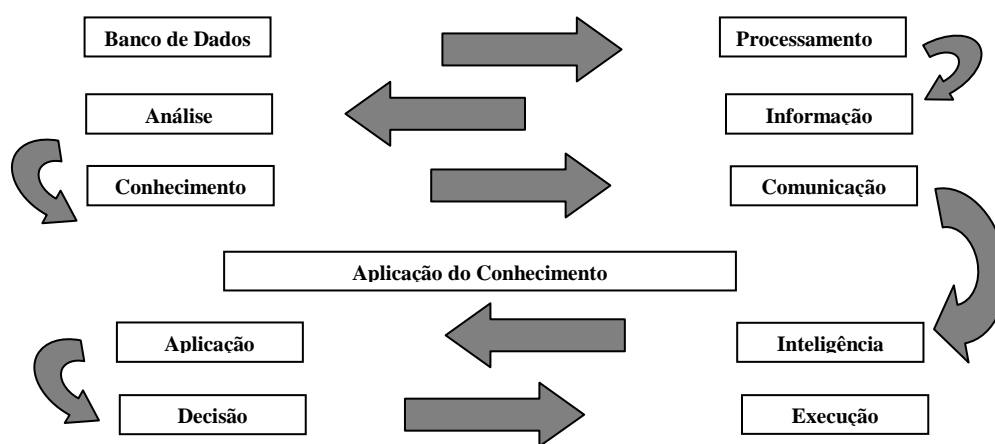 Banco de Dados
Processamento
Análise
Informação
Conhecimento
Comunicação
Aplicação do Conhecimento
Aplicação
Inteligência
Decisão
Execução